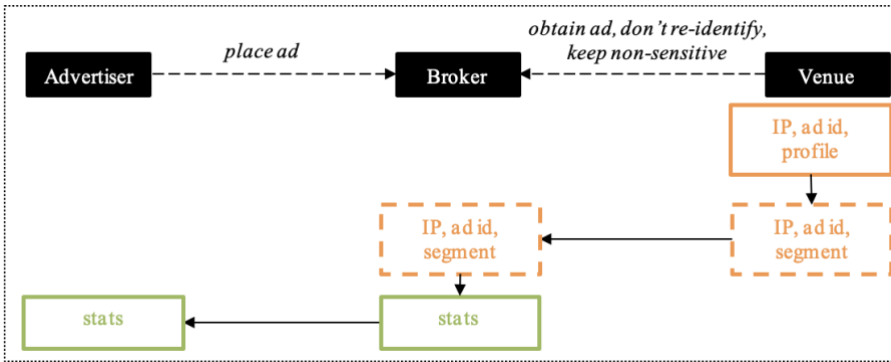 place ad
obtain ad, don't re-identify,
keep non-sensitive
Advertiser
Broker
Venue
IP, ad id,
profile
IP, ad id,
segment
IP, ad id,
segment
stats
stats